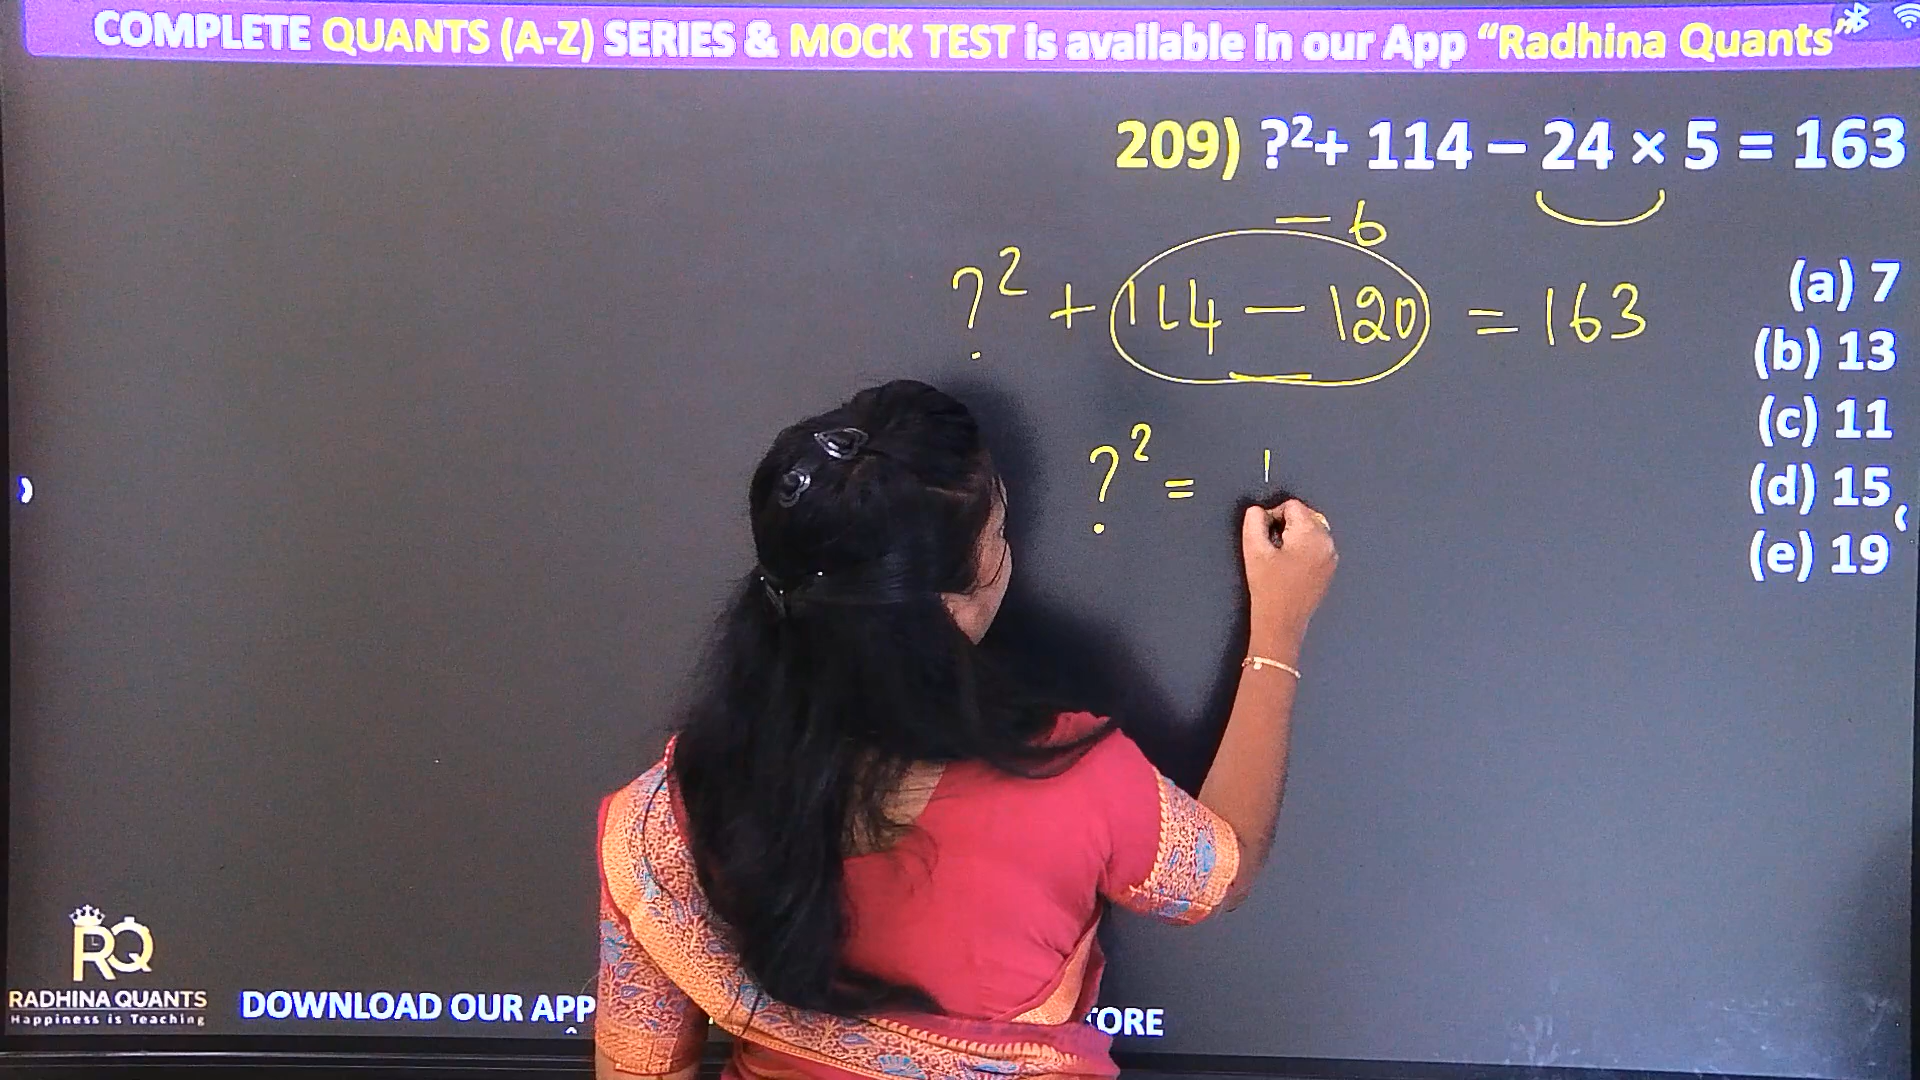 COMPLETE QUANTS (A-Z) SERIES & MOCK TEST is available in our App “Radhina Quants”
209) ?²+ 114 – 24 × 5 = 163
– 6
?² + 114 – 120 = 163
?² = 1
(a) 7
(b) 13
(c) 11
(d) 15
(e) 19
RQ
RADHINA QUANTS
Happiness is Teaching
DOWNLOAD OUR APP
TORE